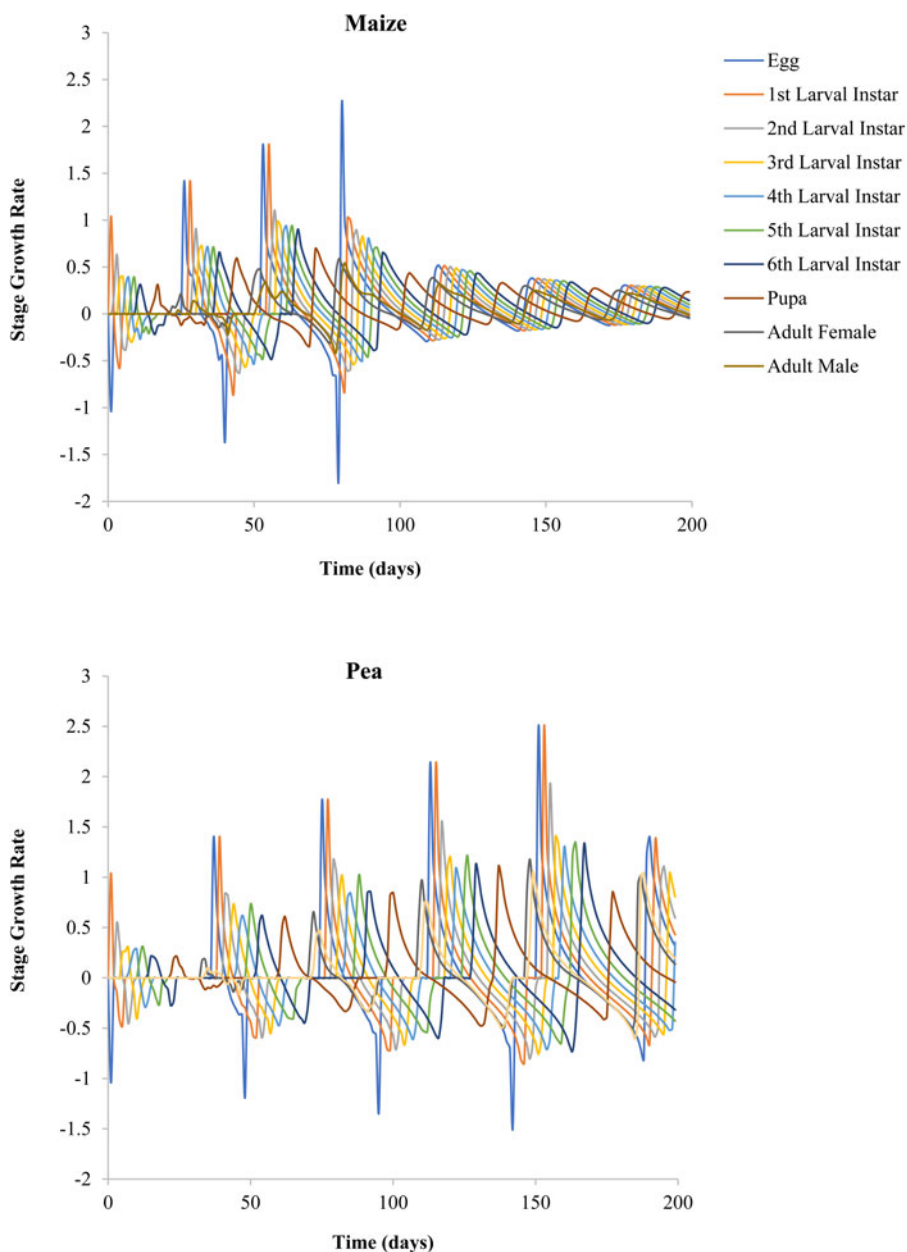 Maize
3
2.5
2
1.5
1
0.5
0
-0.5
-1
-1.5
-2
0 50 100 150 200
Stage Growth Rate
Time (days)
Egg
1st Larval Instar
2nd Larval Instar
3rd Larval Instar
4th Larval Instar
5th Larval Instar
6th Larval Instar
Pupa
Adult Female
Adult Male
Pea
3
2.5
2
1.5
1
0.5
0
-0.5
-1
-1.5
-2
0 50 100 150 200
Stage Growth Rate
Time (days)